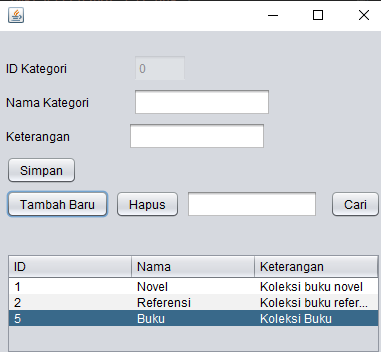 ID Kategori 0
Nama Kategori
Keterangan
Simpan
Tambah Baru Hapus Cari
ID Nama Keterangan
1 Novel Koleksi buku novel
2 Referensi Koleksi buku refer...
5 Buku Koleksi Buku